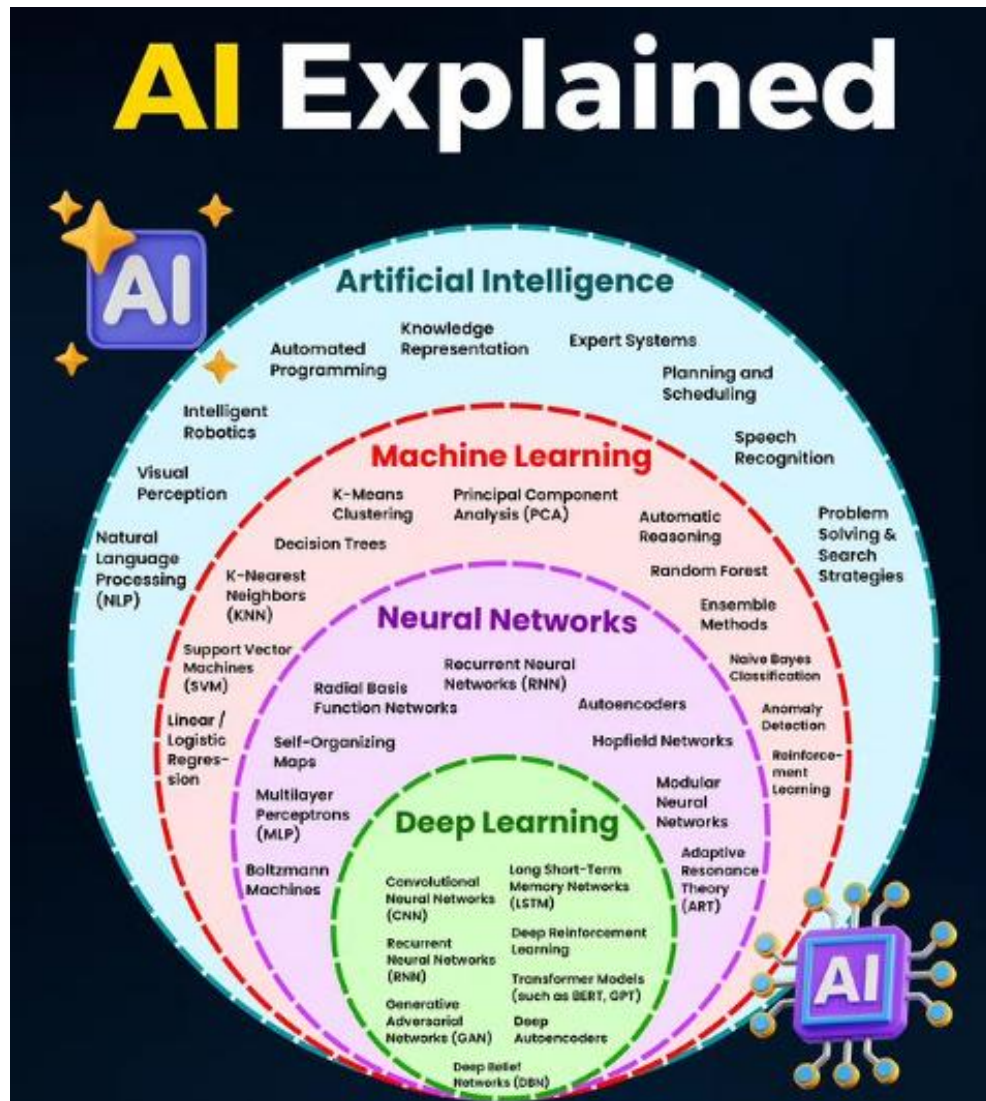 AI Explained
AI
Artificial Intelligence
Automated
Programming
Knowledge
Representation
Expert Systems
Planning and
Scheduling
Intelligent
Robotics
Speech
Recognition
Visual
Perception
Natural
Language
Processing
(NLP)
Problem
Solving &
Search
Strategies
Machine Learning
K-Means
Clustering
Principal Component
Analysis (PCA)
Automatic
Reasoning
Decision Trees
Random Forest
K-Nearest
Neighbors
(KNN)
Ensemble
Methods
Support Vector
Machines
(SVM)
Naive Bayes
Classification
Linear /
Logistic
Regres-
sion
Anomaly
Detection
Reinforce-
ment
Learning
Neural Networks
Recurrent Neural
Networks (RNN)
Radial Basis
Function Networks
Autoencoders
Self-Organizing
Maps
Hopfield Networks
Multilayer
Perceptrons
(MLP)
Modular
Neural
Networks
Boltzmann
Machines
Adaptive
Resonance
Theory
(ART)
Deep Learning
Convolutional
Neural Networks
(CNN)
Long Short-Term
Memory Networks
(LSTM)
Recurrent
Neural Networks
(RNN)
Deep Reinforcement
Learning
Generative
Adversarial
Networks (GAN)
Transformer Models
(such as BERT, GPT)
Deep
Autoencoders
Deep Belief
Networks (DBN)
AI